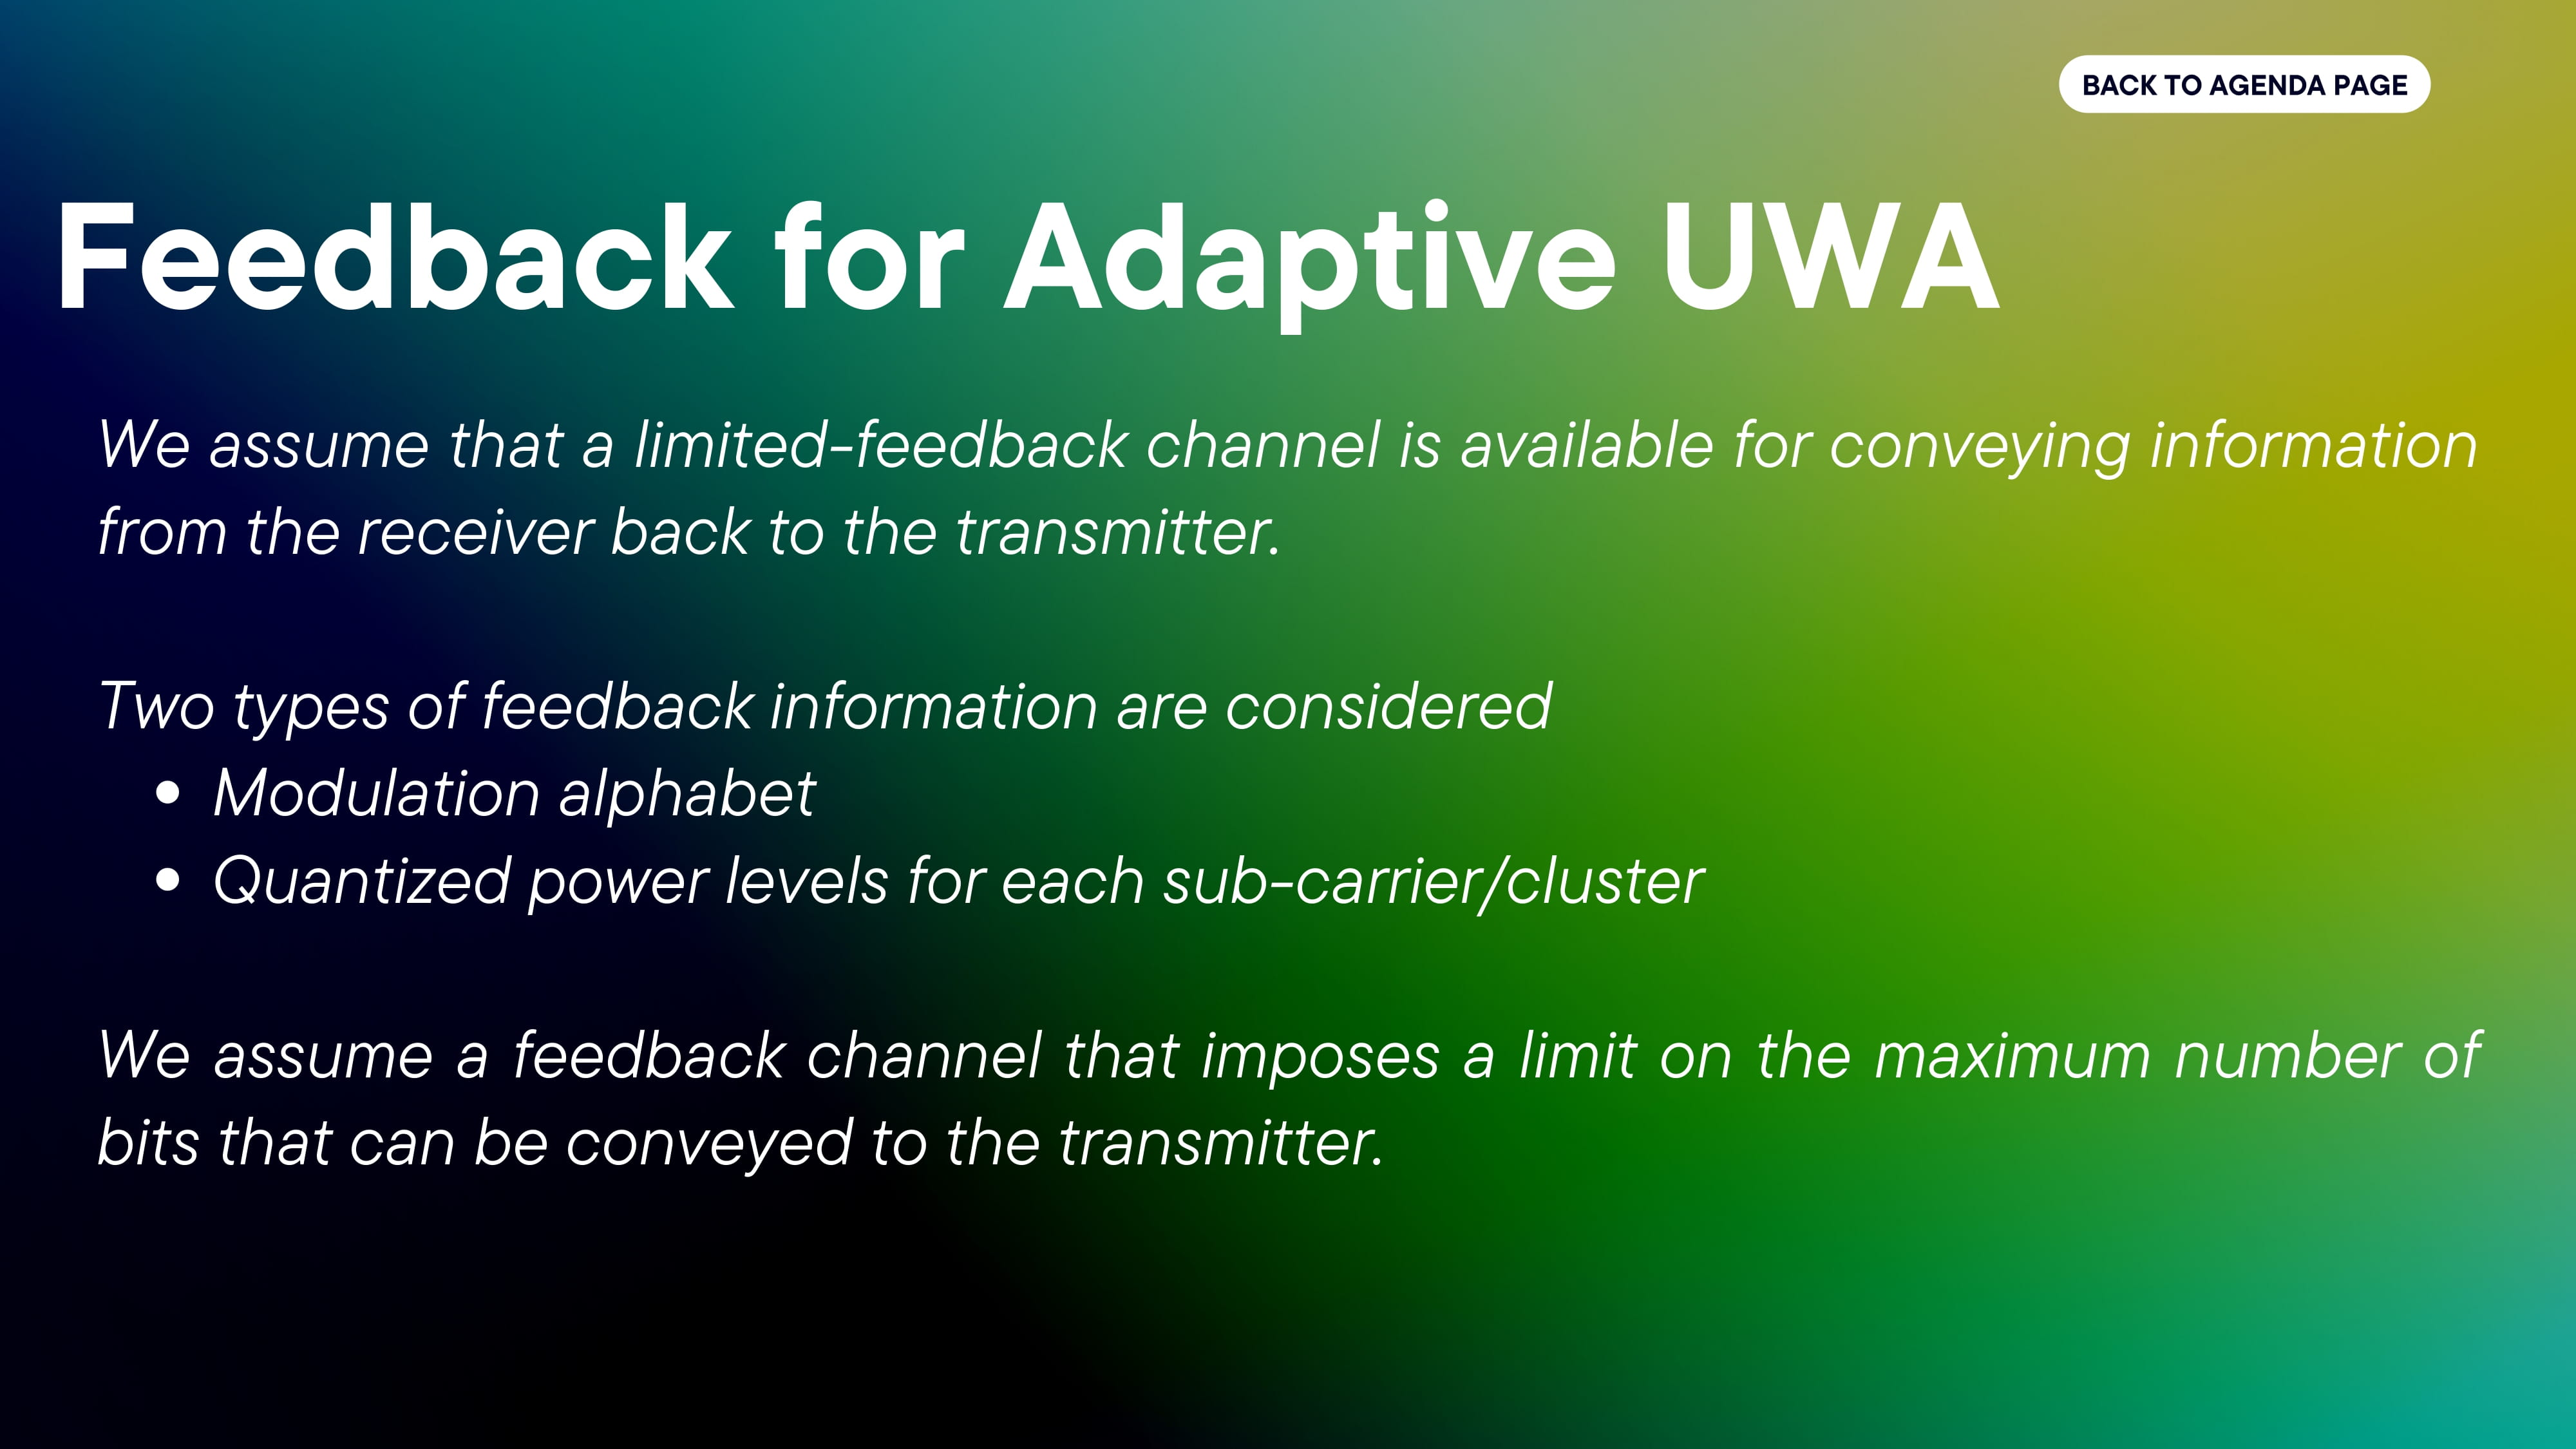 BACK TO AGENDA PAGE
Feedback for Adaptive UWA
We assume that a limited-feedback channel is available for conveying information
from the receiver back to the transmitter.
Two types of feedback information are considered
• Modulation alphabet
• Quantized power levels for each sub-carrier/cluster
We assume a feedback channel that imposes a limit on the maximum number of
bits that can be conveyed to the transmitter.